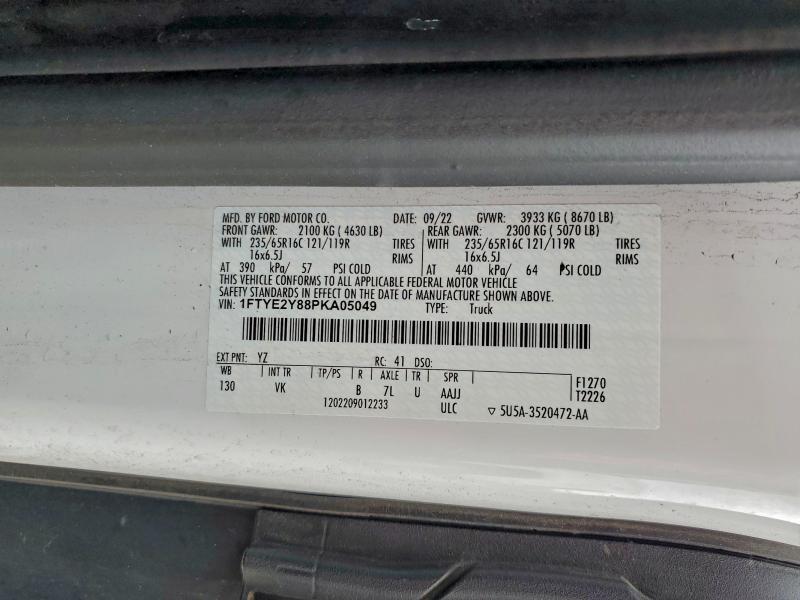 MFD. BY FORD MOTOR CO. DATE: 09/22 GVWR: 3933 KG ( 8670 LB)
FRONT GAWR: 2100 KG ( 4630 LB) REAR GAWR: 2300 KG ( 5070 LB)
WITH 235/65R16C 121/119R TIRES WITH 235/65R16C 121/119R TIRES
16x6.5J RIMS 16x6.5J RIMS
AT 390 kPa/ 57 PSI COLD AT 440 kPa/ 64 PSI COLD
THIS VEHICLE CONFORMS TO ALL APPLICABLE FEDERAL MOTOR VEHICLE
SAFETY STANDARDS IN EFFECT ON THE DATE OF MANUFACTURE SHOWN ABOVE.
VIN: 1FTYE2Y88PKA05049 TYPE: Truck
EXT PNT: YZ RC: 41 DSO:
WB INT TR TP/PS R AXLE TR SPR F1270
130 VK B 7L U AAJJ T2226
1202209012233 ULC ▽ 5U5A-3520472-AA